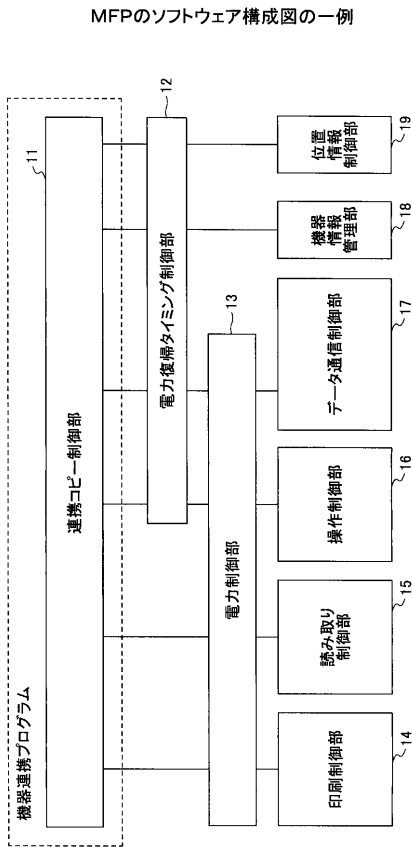 MFPのソフトウェア構成図の一例
機器連携プログラム
連携コピー制御部
11
電力復帰タイミング制御部
12
電力制御部
13
印刷制御部
14
読み取り
制御部
15
操作制御部
16
データ通信制御部
17
機器
情報
管理部
18
位置
情報
制御部
19